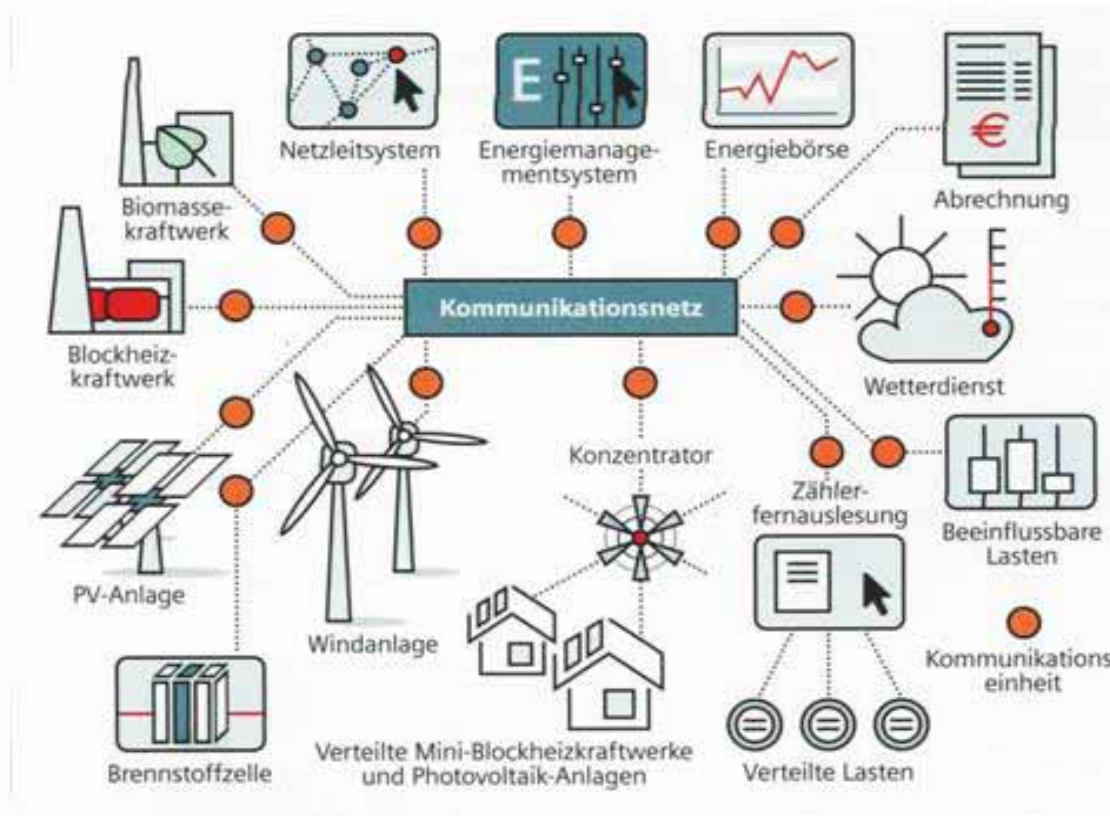 Netzleitsystem
E
Energiemanage-
mentsystem
Energiebörse
€
Abrechnung
Biomasse-
kraftwerk
Kommunikationsnetz
Blockheiz-
kraftwerk
Wetterdienst
Konzentrator
Zähler-
fernauslesung
Beeinflussbare
Lasten
PV-Anlage
Windanlage
Kommunikations
einheit
Brennstoffzelle
Verteilte Mini-Blockheizkraftwerke
und Photovoltaik-Anlagen
Verteilte Lasten